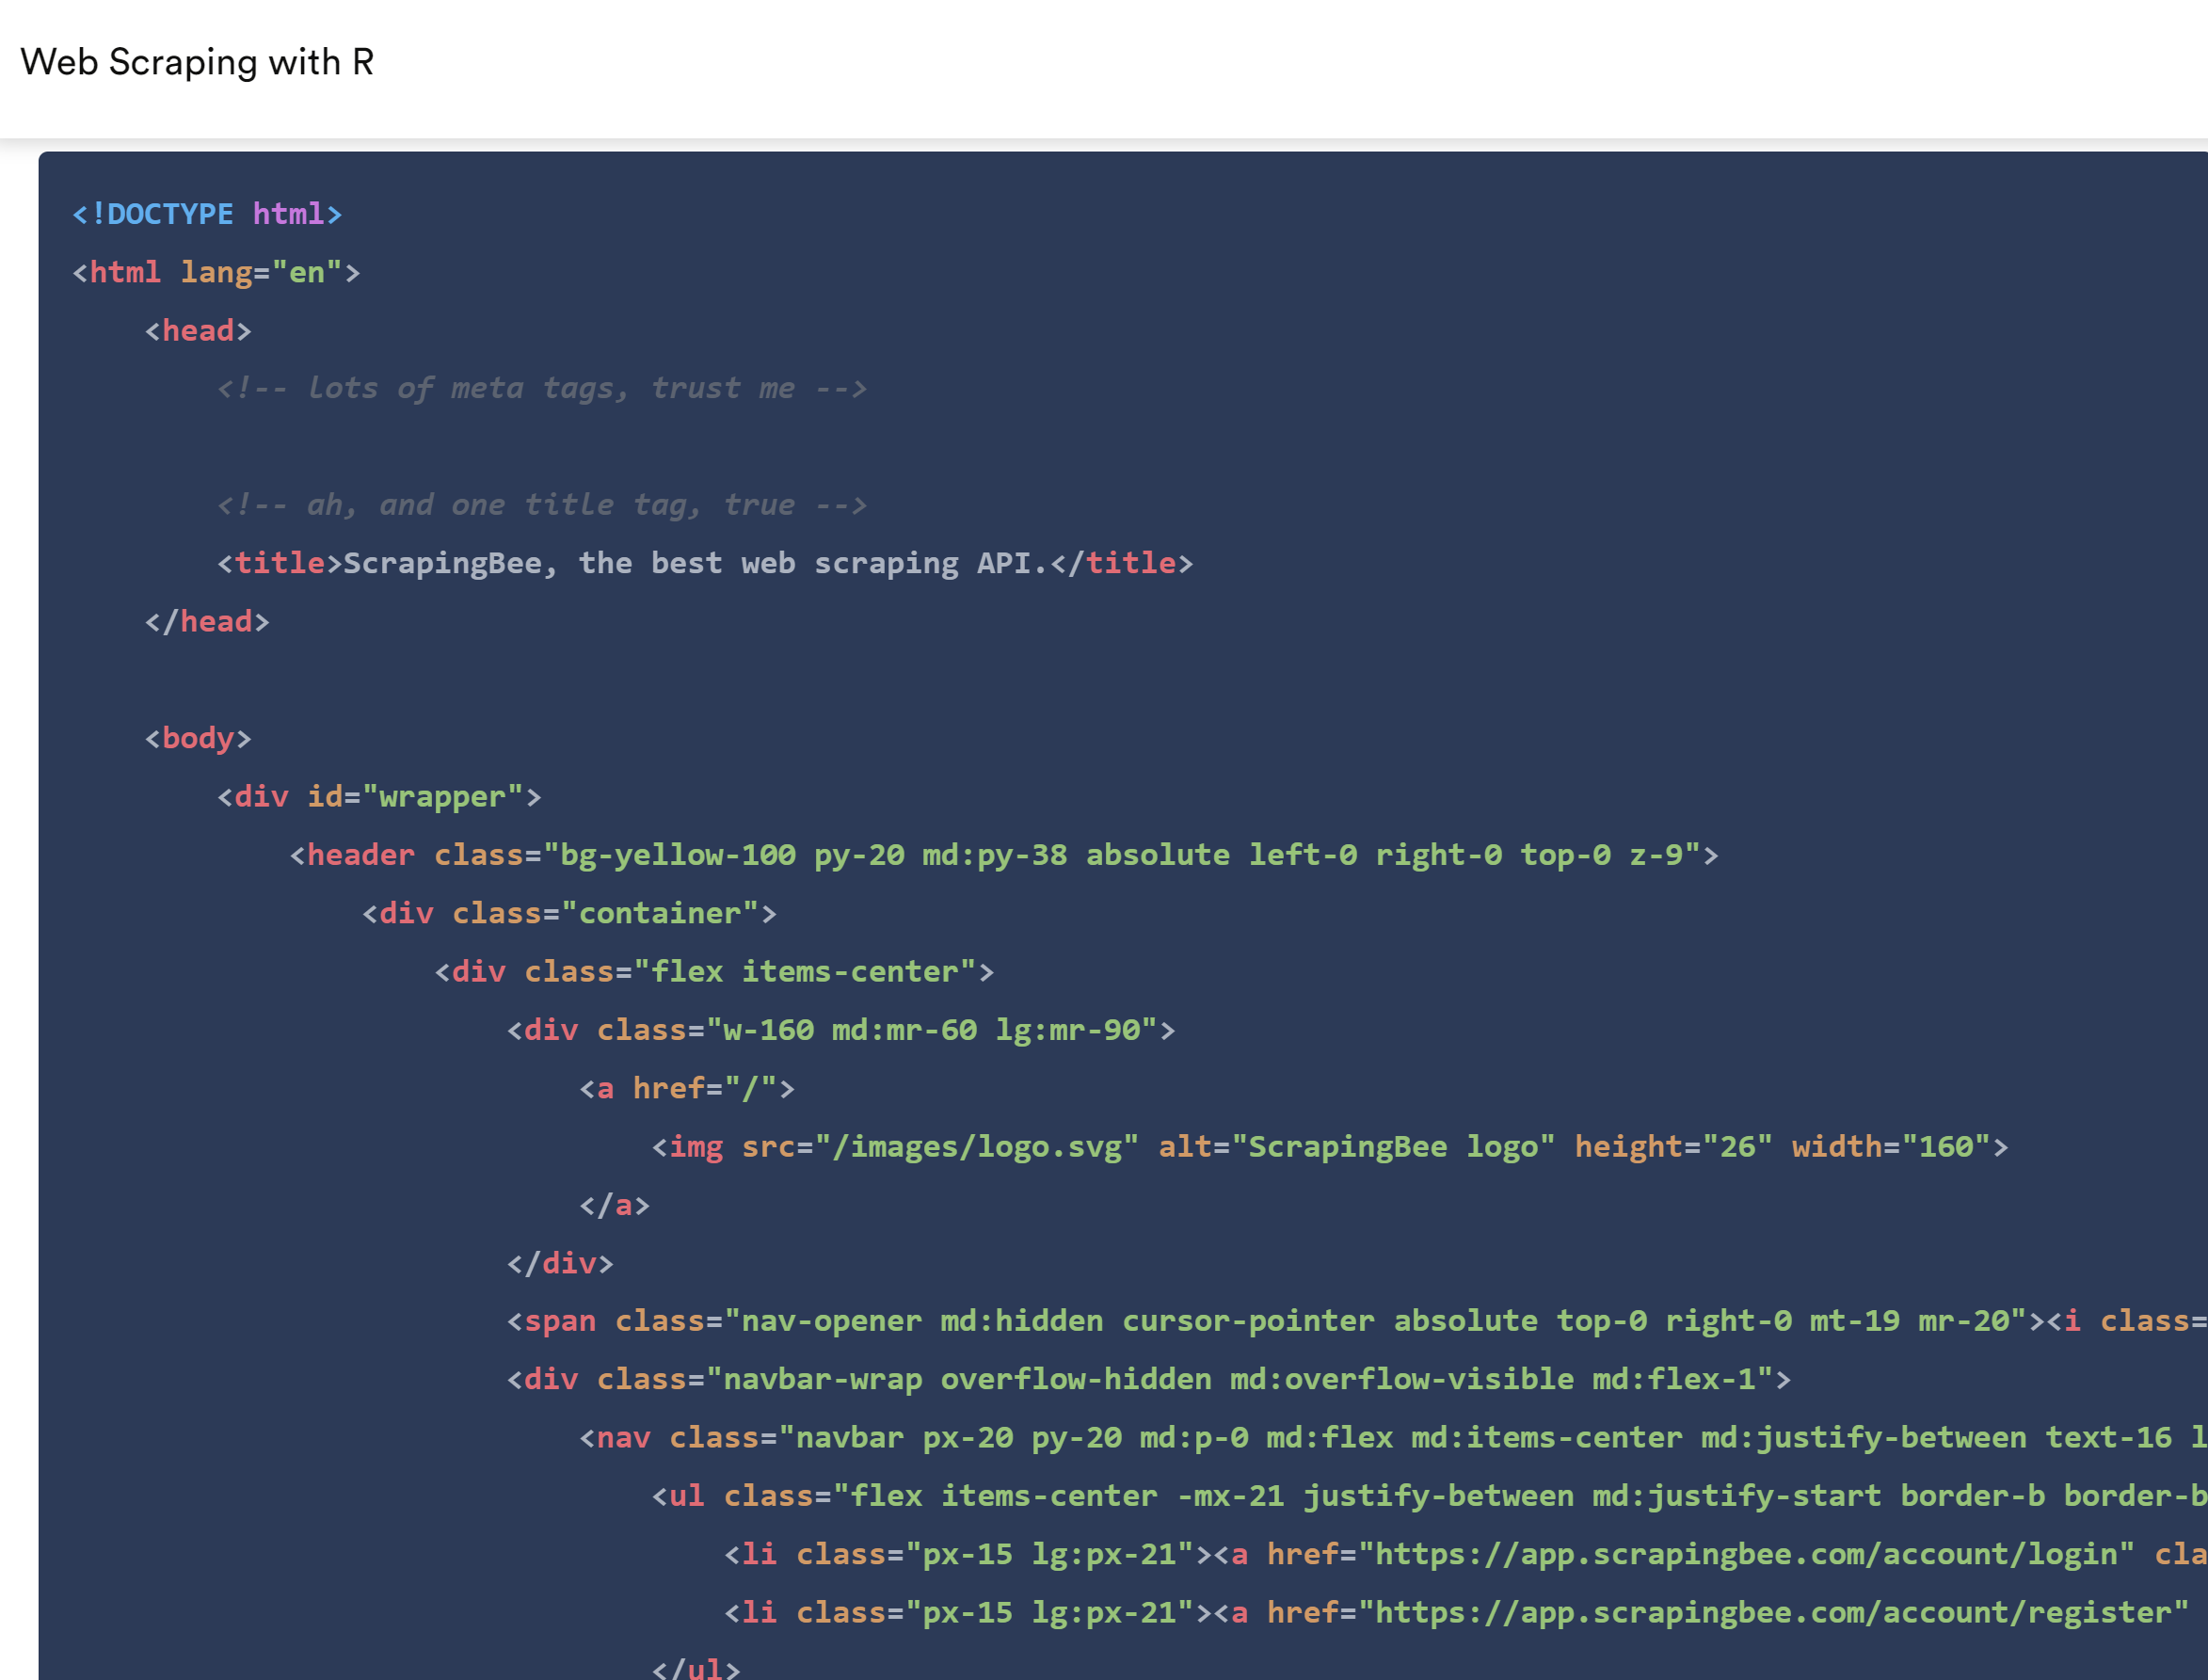 Web Scraping with R
<!DOCTYPE html>
<html lang="en">
<head>
<!-- lots of meta tags, trust me -->
<!-- ah, and one title tag, true -->
<title>ScrapingBee, the best web scraping API.</title>
</head>
<body>
<div id="wrapper">
<header class="bg-yellow-100 py-20 md:py-38 absolute left-0 right-0 top-0 z-9">
<div class="container">
<div class="flex items-center">
<div class="w-160 md:mr-60 lg:mr-90">
<a href="/">
<img src="/images/logo.svg" alt="ScrapingBee logo" height="26" width="160">
</a>
</div>
<span class="nav-opener md:hidden cursor-pointer absolute top-0 right-0 mt-19 mr-20"><i class=
<div class="navbar-wrap overflow-hidden md:overflow-visible md:flex-1">
<nav class="navbar px-20 py-20 md:p-0 md:flex md:items-center md:justify-between text-16 l
<ul class="flex items-center -mx-21 justify-between md:justify-start border-b border-b
<li class="px-15 lg:px-21"><a href="https://app.scrapingbee.com/account/login" cla
<li class="px-15 lg:px-21"><a href="https://app.scrapingbee.com/account/register"
</ul>